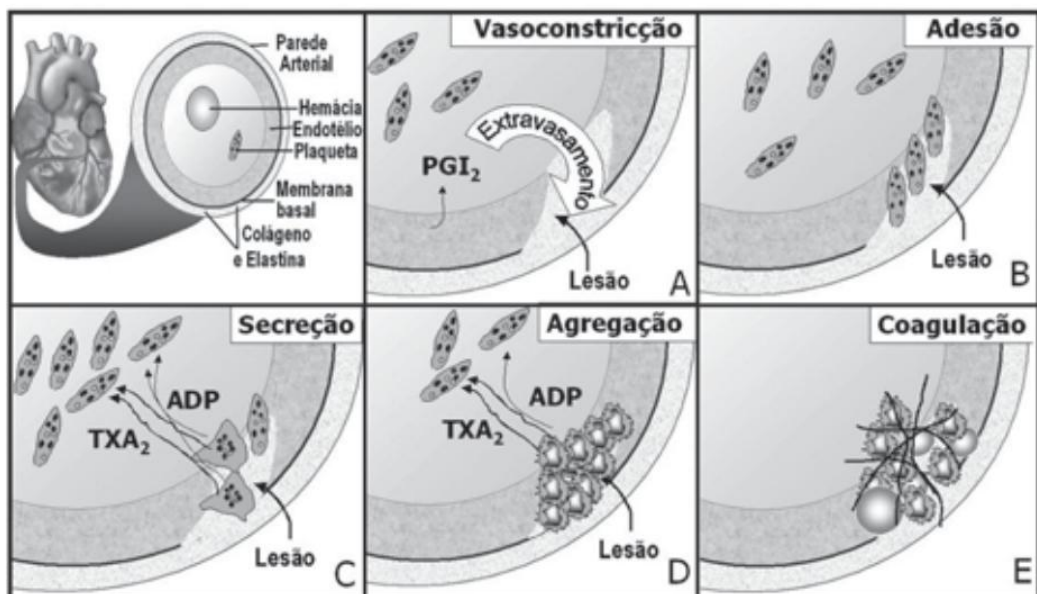 Parede
Arterial
Hemácia
Endotélio
Plaqueta
Membrana
basal
Colágeno
e Elastina
Vasoconstricção
Extravasamento
PGI₂
Lesão
A
Adesão
Lesão
B
Secreção
ADP
TXA₂
Lesão
C
Agregação
ADP
TXA₂
Lesão
D
Coagulação
E